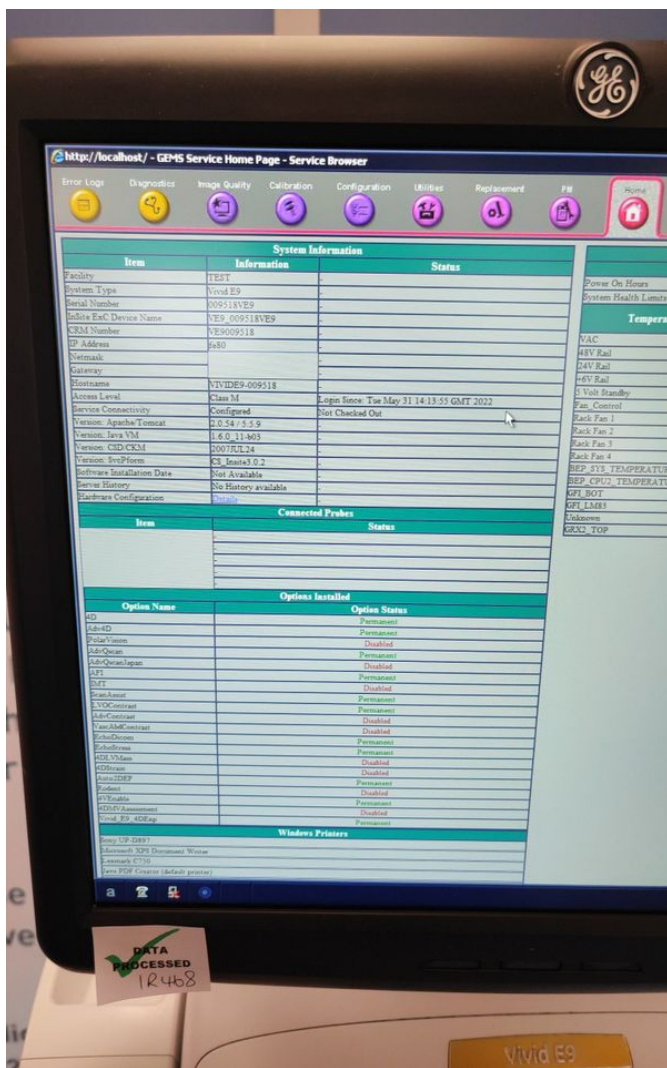 GE
http://localhost/ - GEMS Service Home Page - Service Browser
Error Logs Diagnostics Image Quality Calibration Configuration Utilities Replacement PM Home
System Information
Item Information Status
Facility TEST -
System Type Vivid E9 -
Serial Number 009518VE9 -
InSite ExC Device Name VE9_009518VE9 -
CRM Number VE9009518 -
IP Address fe80 -
Netmask -
Gateway -
Hostname VIVIDE9-009518 -
Access Level Class M Login Since: Tue May 31 14:13:55 GMT 2022
Service Connectivity Configured Not Checked Out
Version: Apache/Tomcat 2.0.54 / 5.5.9 -
Version: Java VM 1.6.0_11-b03 -
Version: CSD/CKM 2007JUL24 -
Version: SvcPform CS_Insite3.0.2 -
Software Installation Date Not Available -
Server History No History available -
Hardware Configuration Details -
Connected Probes
Item Status
-
-
-
-
-
Options Installed
Option Name Option Status
4D Permanent
Adv4D Permanent
PolarVision Disabled
AdvQscan Permanent
AdvQscanJapan Disabled
AFI Permanent
IMT Disabled
ScanAssist Permanent
LVOContrast Permanent
AdvContrast Disabled
VascAbdContrast Disabled
EchoDicom Permanent
EchoStress Permanent
4DLVMass Disabled
4DStrain Disabled
Auto2DEF Permanent
Rodent Disabled
4VEnable Permanent
4DMVAssessment Disabled
Vivid_E9_4DExp Permanent
Windows Printers
Sony UP-D897
Microsoft XPS Document Writer
Lexmark C750
Java PDF Creator (default printer)
Power On Hours
System Health Limits
Tempera
VAC
48V Rail
24V Rail
+6V Rail
5 Volt Standby
Fan_Control
Rack Fan 1
Rack Fan 2
Rack Fan 3
Rack Fan 4
BEP_SYS_TEMPERATUR
BEP_CPU2_TEMPERATU
GFI_BOT
GFI_LM83
Unknown
GRX2_TOP
a
DATA
PROCESSED
IR468
Vivid E9